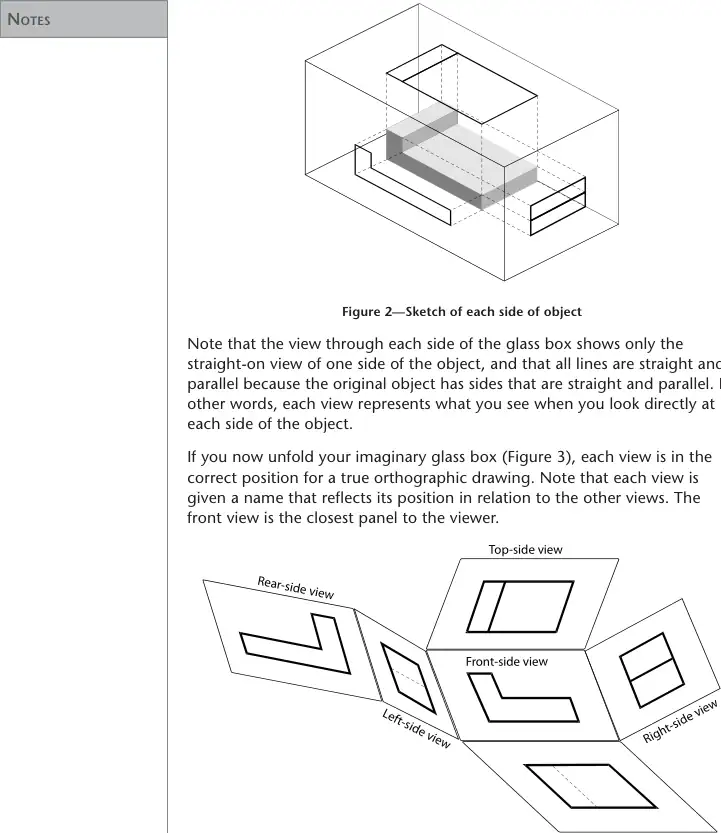 NOTES
Figure 2—Sketch of each side of object
Note that the view through each side of the glass box shows only the
straight-on view of one side of the object, and that all lines are straight and
parallel because the original object has sides that are straight and parallel. I
other words, each view represents what you see when you look directly at
each side of the object.
If you now unfold your imaginary glass box (Figure 3), each view is in the
correct position for a true orthographic drawing. Note that each view is
given a name that reflects its position in relation to the other views. The
front view is the closest panel to the viewer.
Top-side view
Rear-side view
Front-side view
Left-side view
Right-side view